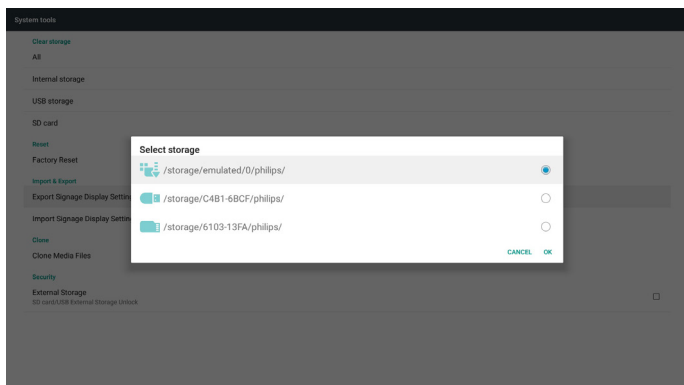 System tools
Clear storage
All
Internal storage
USB storage
SD card
Reset
Factory Reset
Import & Export
Export Signage Display Settin
Import Signage Display Settin
Clone
Clone Media Files
Security
External Storage
SD card/USB External Storage Unlock
Select storage
/storage/emulated/0/philips/
/storage/C4B1-6BCF/philips/
/storage/6103-13FA/philips/
CANCEL OK